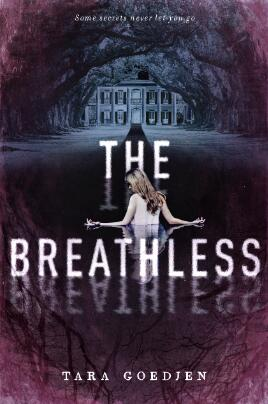 Some secrets never let you go
THE
BREATHLESS
TARA GOEDJEN